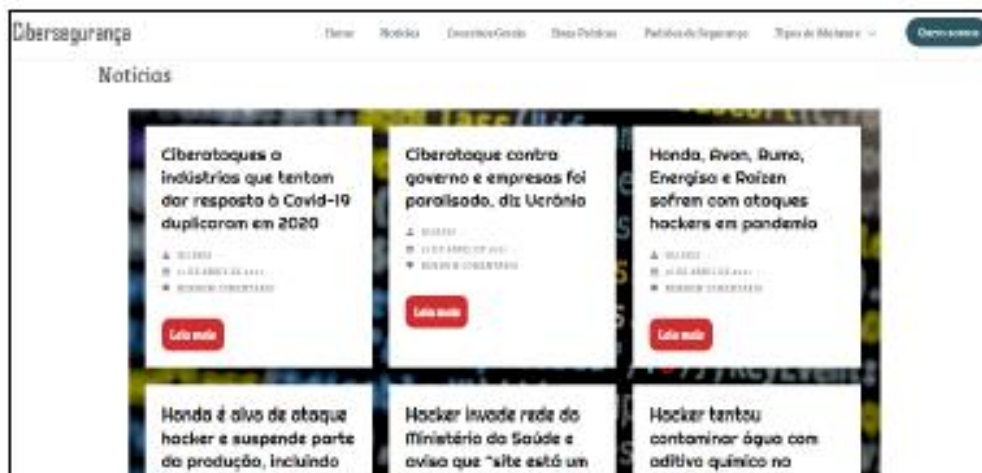 Cibersegurança
Home Notícias Conceitos Gerais Boas Práticas Padrões de Segurança Tipos de Malware Quem somos
Notícias
Ciberataques a
indústrias que tentam
dar resposta à Covid-19
duplicaram em 2020
Leia mais
Ciberataque contra
governo e empresas foi
paralisado, diz Ucrânia
Leia mais
Honda, Avon, Rumo,
Energisa e Raízen
sofrem com ataques
hackers em pandemia
Leia mais
Honda é alvo de ataque
hacker e suspende parte
da produção, incluindo
Hacker invade rede do
Ministério da Saúde e
avisa que "site está um
Hacker tentou
contaminar água com
aditivo químico na